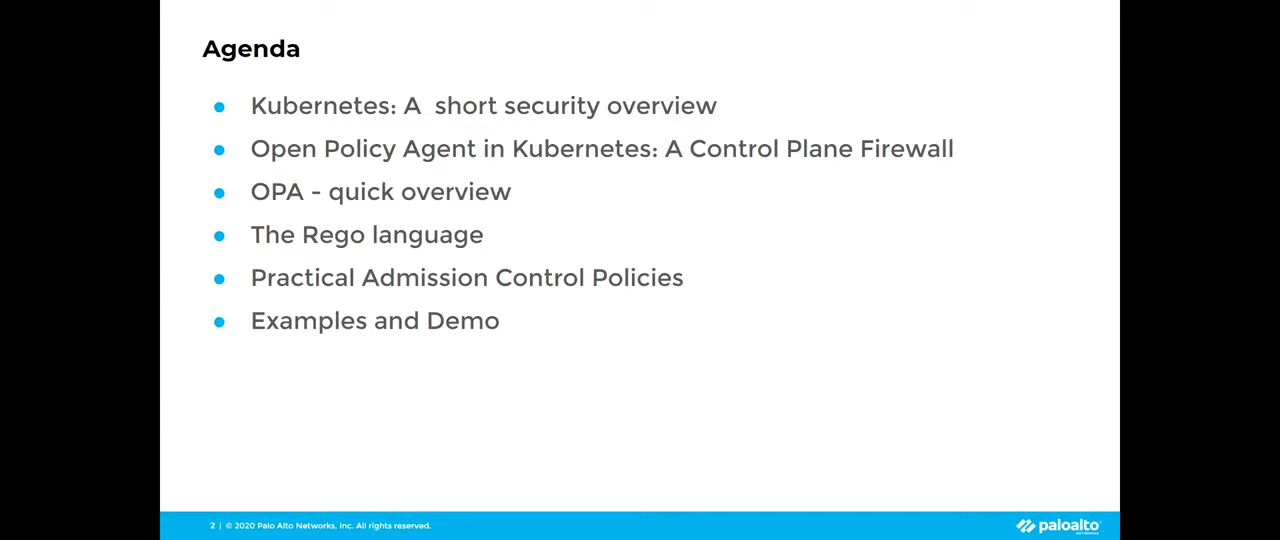 Agenda
● Kubernetes: A  short security overview
● Open Policy Agent in Kubernetes: A Control Plane Firewall
● OPA - quick overview
● The Rego language
● Practical Admission Control Policies
● Examples and Demo
2 | © 2020 Palo Alto Networks, Inc. All rights reserved.
paloalto
NETWORKS